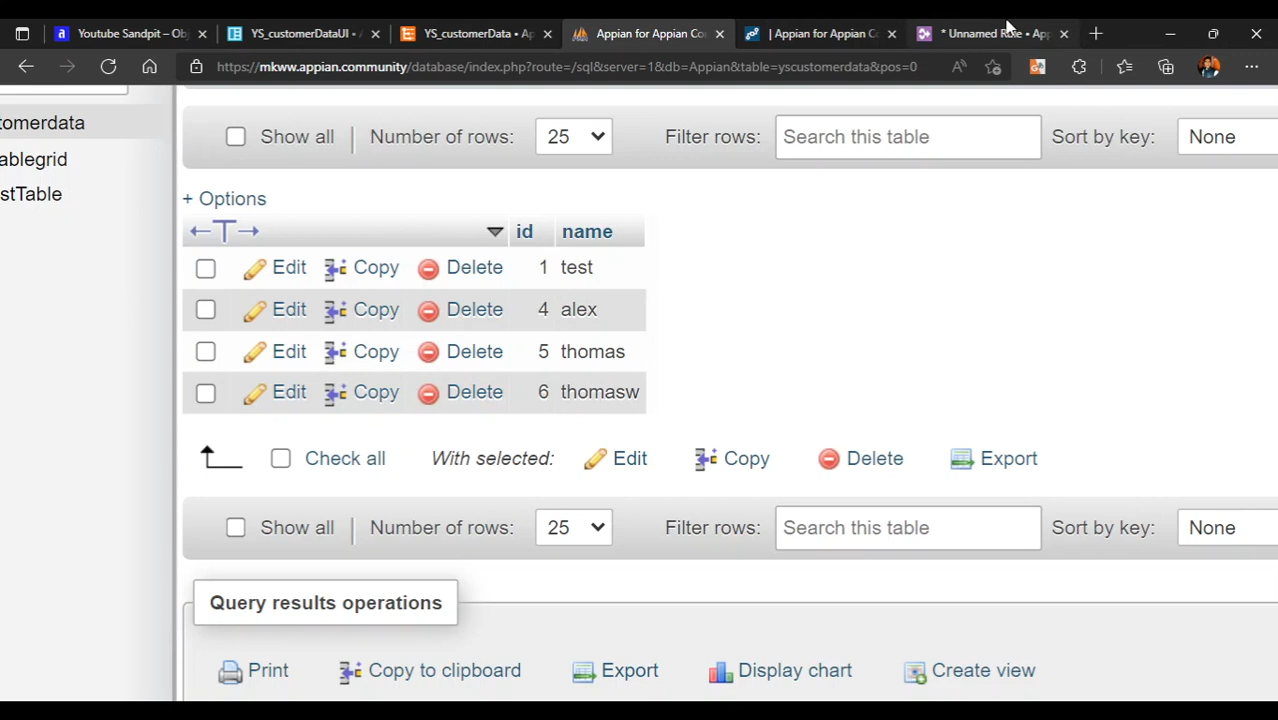 Youtube Sandpit – Obj
YS_customerDataUI • A
YS_customerData • Ap
Appian for Appian Co
| Appian for Appian Co
* Unnamed Rule • App
https://mkww.appian.community/database/index.php?route=/sql&server=1&db=Appian&table=yscustomerdata&pos=0
tomerdata
ablegrid
stTable
Show all | Number of rows: 25 Filter rows: Search this table Sort by key: None
+ Options
←T→ id name
Edit Copy Delete 1 test
Edit Copy Delete 4 alex
Edit Copy Delete 5 thomas
Edit Copy Delete 6 thomasw
Check all With selected: Edit Copy Delete Export
Show all | Number of rows: 25 Filter rows: Search this table Sort by key: None
Query results operations
Print Copy to clipboard Export Display chart Create view